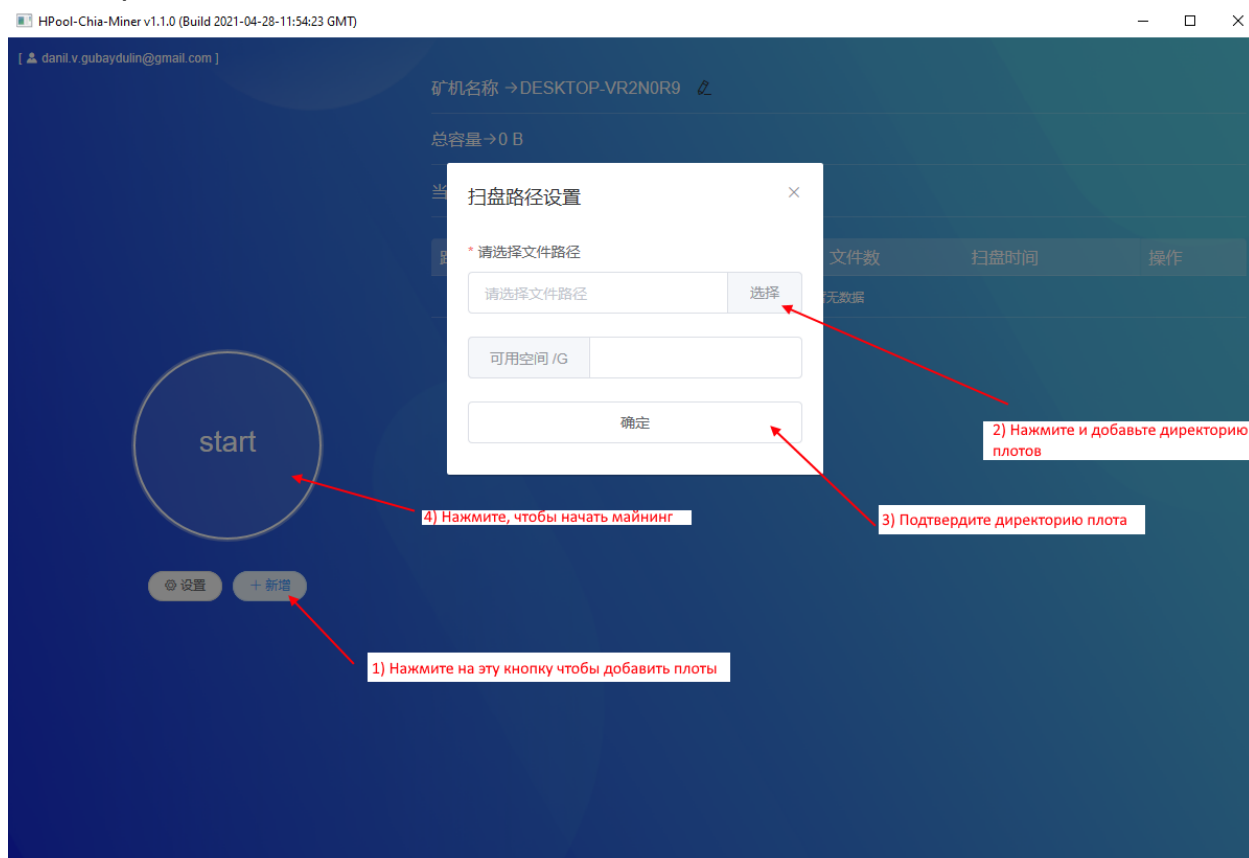 HPool-Chia-Miner v1.1.0 (Build 2021-04-28-11:54:23 GMT)
[ danil.v.gubaydulin@gmail.com ]
矿机名称 →DESKTOP-VR2N0R9
总容量→0 B
当
扫盘路径设置
* 请选择文件路径
请选择文件路径 选择
可用空间 /G
确定
文件数 扫盘时间 操作
无数据
start
设置 + 新增
2) Нажмите и добавьте директорию
плотов
3) Подтвердите директорию плота
4) Нажмите, чтобы начать майнинг
1) Нажмите на эту кнопку чтобы добавить плоты